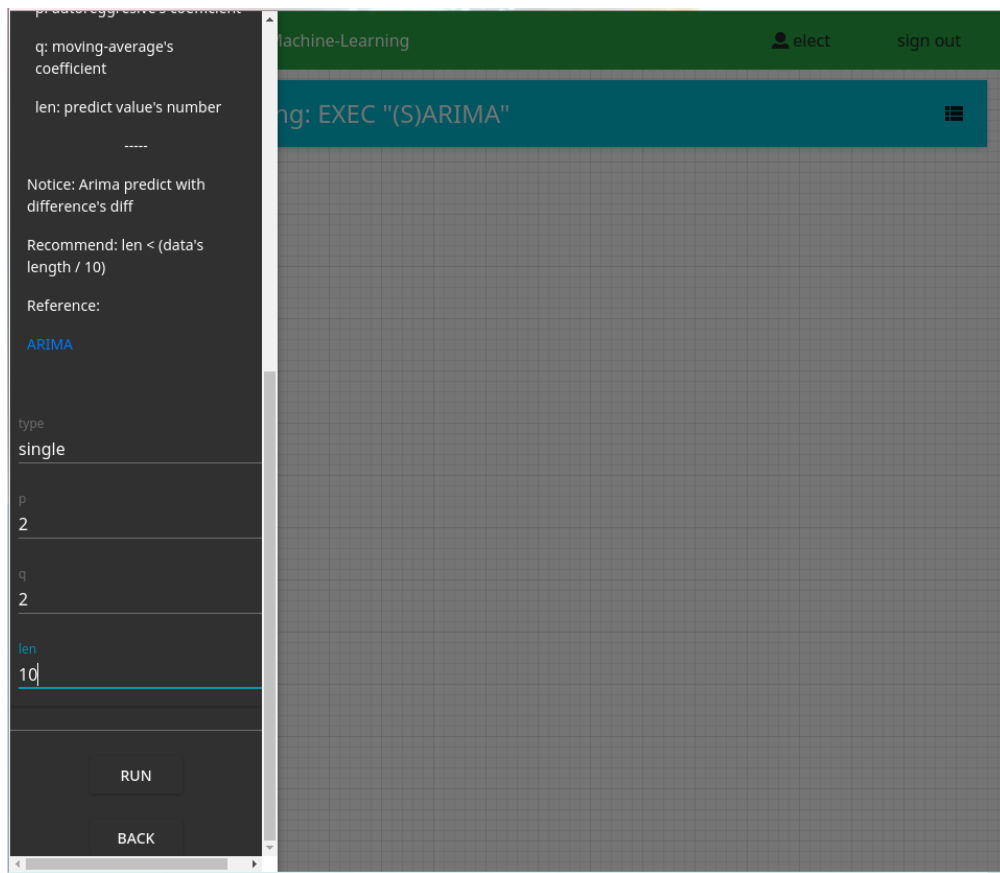 q: moving-average's
coefficient
len: predict value's number
-----
Notice: Arima predict with
difference's diff
Recommend: len < (data's
length / 10)
Reference:
ARIMA
type
single
p
2
q
2
len
10
RUN
BACK
Machine-Learning
elect
sign out
ng: EXEC "(S)ARIMA"